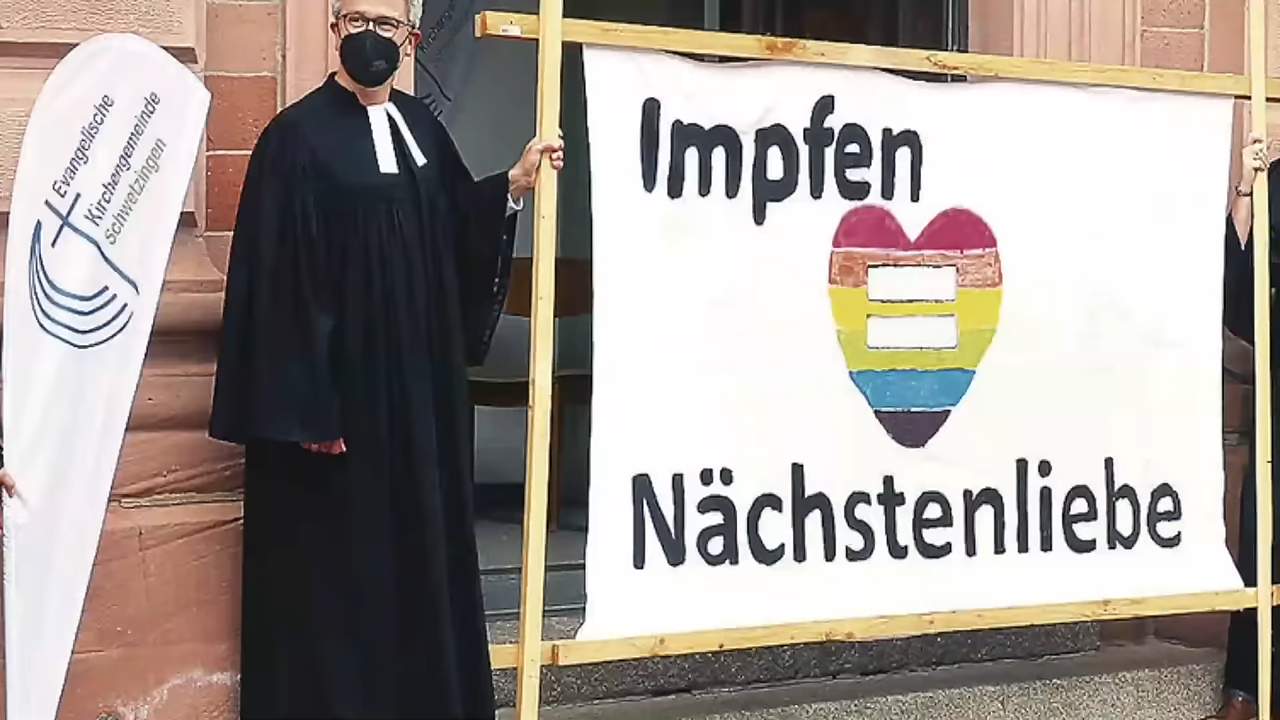 Evangelische
Kirchengemeinde
Schwetzingen
Impfen
=
Nächstenliebe